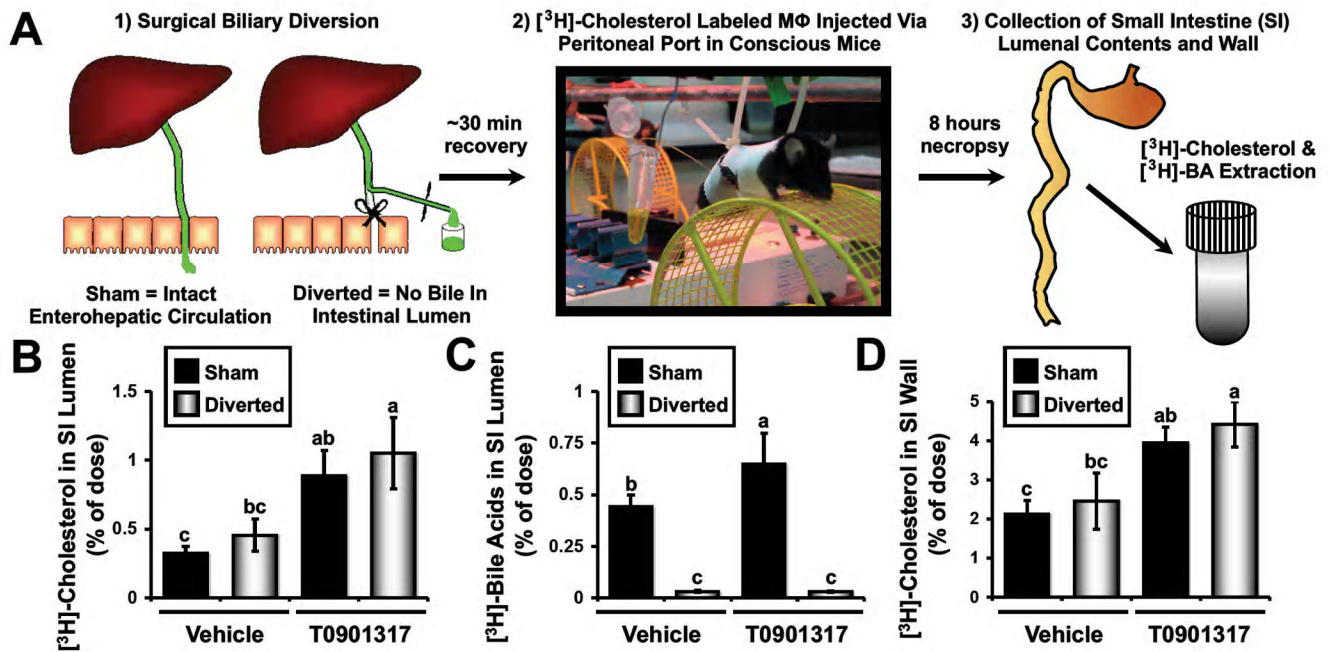 A
1) Surgical Biliary Diversion
Sham = Intact
Enterohepatic Circulation
Diverted = No Bile In
Intestinal Lumen
~30 min
recovery
2) [³H]-Cholesterol Labeled MΦ Injected Via
Peritoneal Port in Conscious Mice
8 hours
necropsy
3) Collection of Small Intestine (SI)
Lumenal Contents and Wall
[³H]-Cholesterol &
[³H]-BA Extraction
B
[³H]-Cholesterol in SI Lumen
(% of dose)
Sham
Diverted
1.5
1
0.5
0
c
bc
ab
a
Vehicle
T0901317
C
[³H]-Bile Acids in SI Lumen
(% of dose)
Sham
Diverted
1
0.75
0.5
0.25
0
b
c
a
c
Vehicle
T0901317
D
[³H]-Cholesterol in SI Wall
(% of dose)
Sham
Diverted
5
4
3
2
1
0
c
bc
ab
a
Vehicle
T0901317